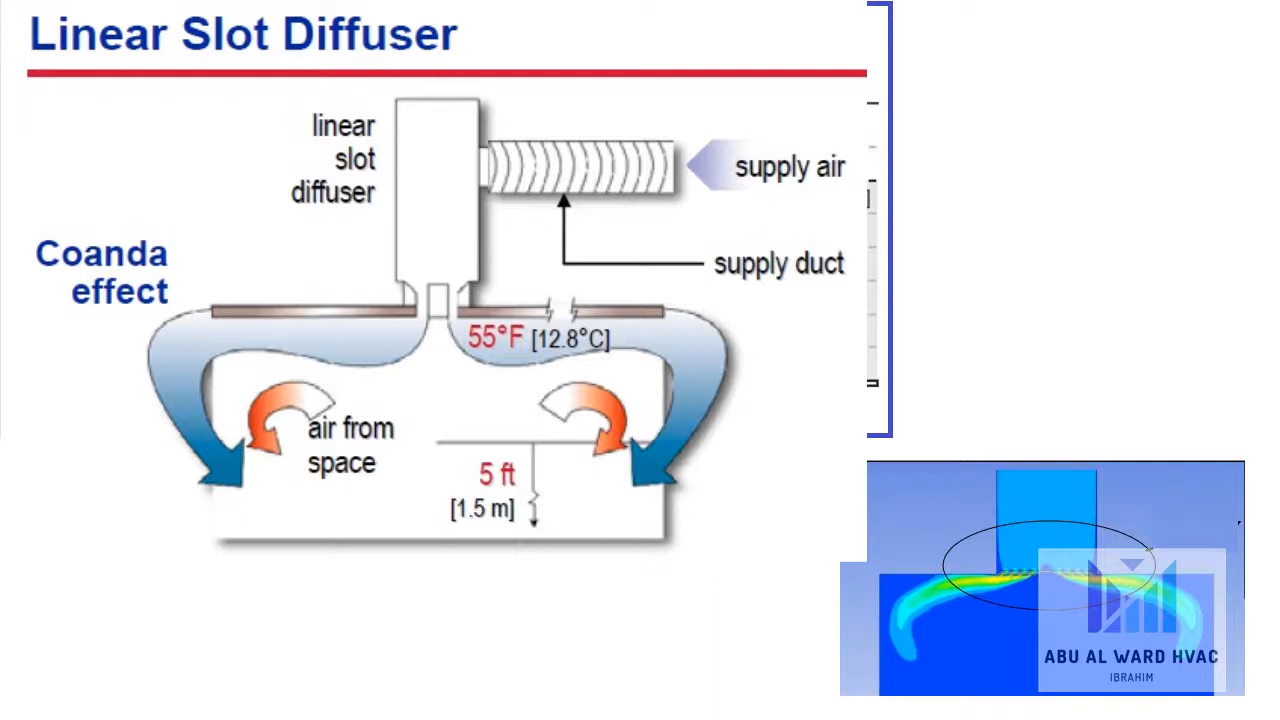 Linear Slot Diffuser
linear
slot
diffuser
supply air
Coanda
effect
supply duct
55°F [12.8°C]
air from
space
5 ft
[1.5 m]
ABU AL WARD HVAC
IBRAHIM